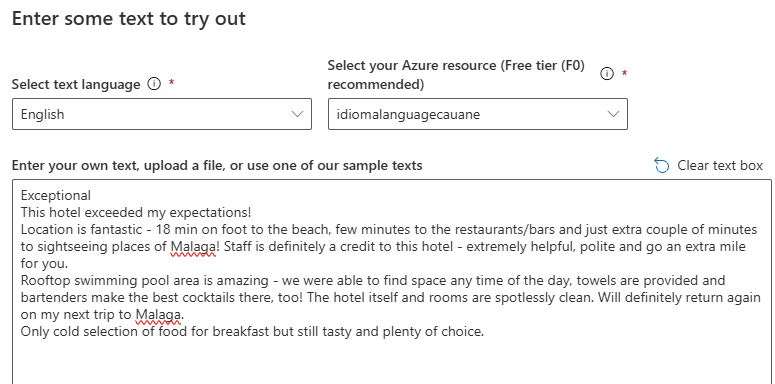 Enter some text to try out
Select text language * Select your Azure resource (Free tier (F0) recommended) *
English idiomalanguagecauane
Enter your own text, upload a file, or use one of our sample texts Clear text box
Exceptional
This hotel exceeded my expectations!
Location is fantastic - 18 min on foot to the beach, few minutes to the restaurants/bars and just extra couple of minutes
to sightseeing places of Malaga! Staff is definitely a credit to this hotel - extremely helpful, polite and go an extra mile
for you.
Rooftop swimming pool area is amazing - we were able to find space any time of the day, towels are provided and
bartenders make the best cocktails there, too! The hotel itself and rooms are spotlessly clean. Will definitely return again
on my next trip to Malaga.
Only cold selection of food for breakfast but still tasty and plenty of choice.